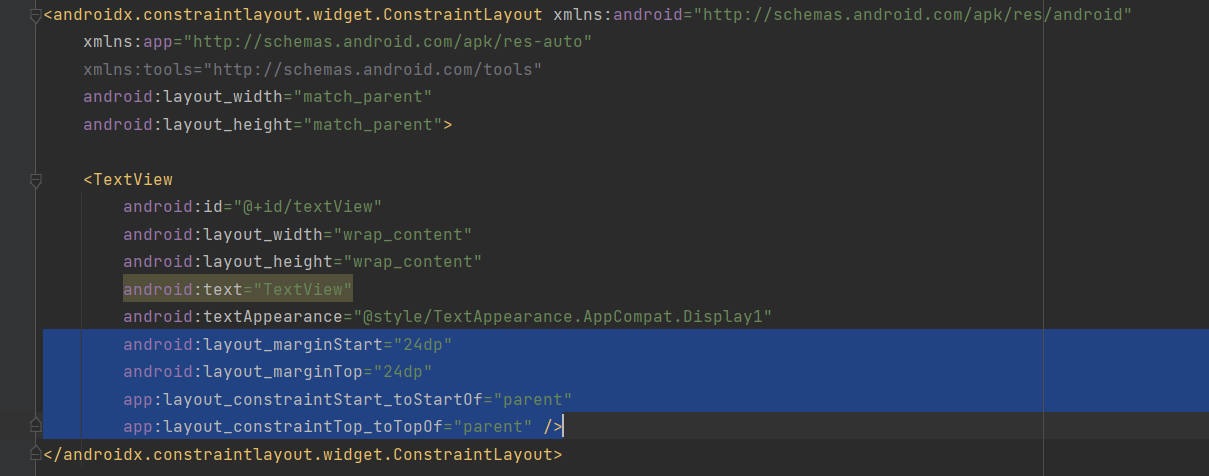 <androidx.constraintlayout.widget.ConstraintLayout xmlns:android="http://schemas.android.com/apk/res/android"
    xmlns:app="http://schemas.android.com/apk/res-auto"
    xmlns:tools="http://schemas.android.com/tools"
    android:layout_width="match_parent"
    android:layout_height="match_parent">

    <TextView
        android:id="@+id/textView"
        android:layout_width="wrap_content"
        android:layout_height="wrap_content"
        android:text="TextView"
        android:textAppearance="@style/TextAppearance.AppCompat.Display1"
        android:layout_marginStart="24dp"
        android:layout_marginTop="24dp"
        app:layout_constraintStart_toStartOf="parent"
        app:layout_constraintTop_toTopOf="parent" />
</androidx.constraintlayout.widget.ConstraintLayout>